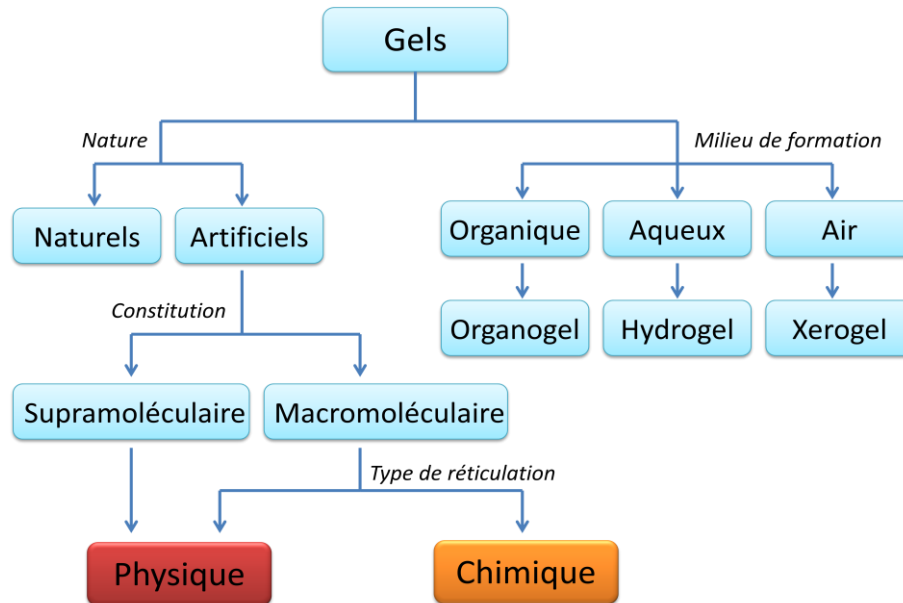 Gels
Nature
Milieu de formation
Naturels
Artificiels
Organique
Aqueux
Air
Constitution
Organogel
Hydrogel
Xerogel
Supramoléculaire
Macromoléculaire
Type de réticulation
Physique
Chimique